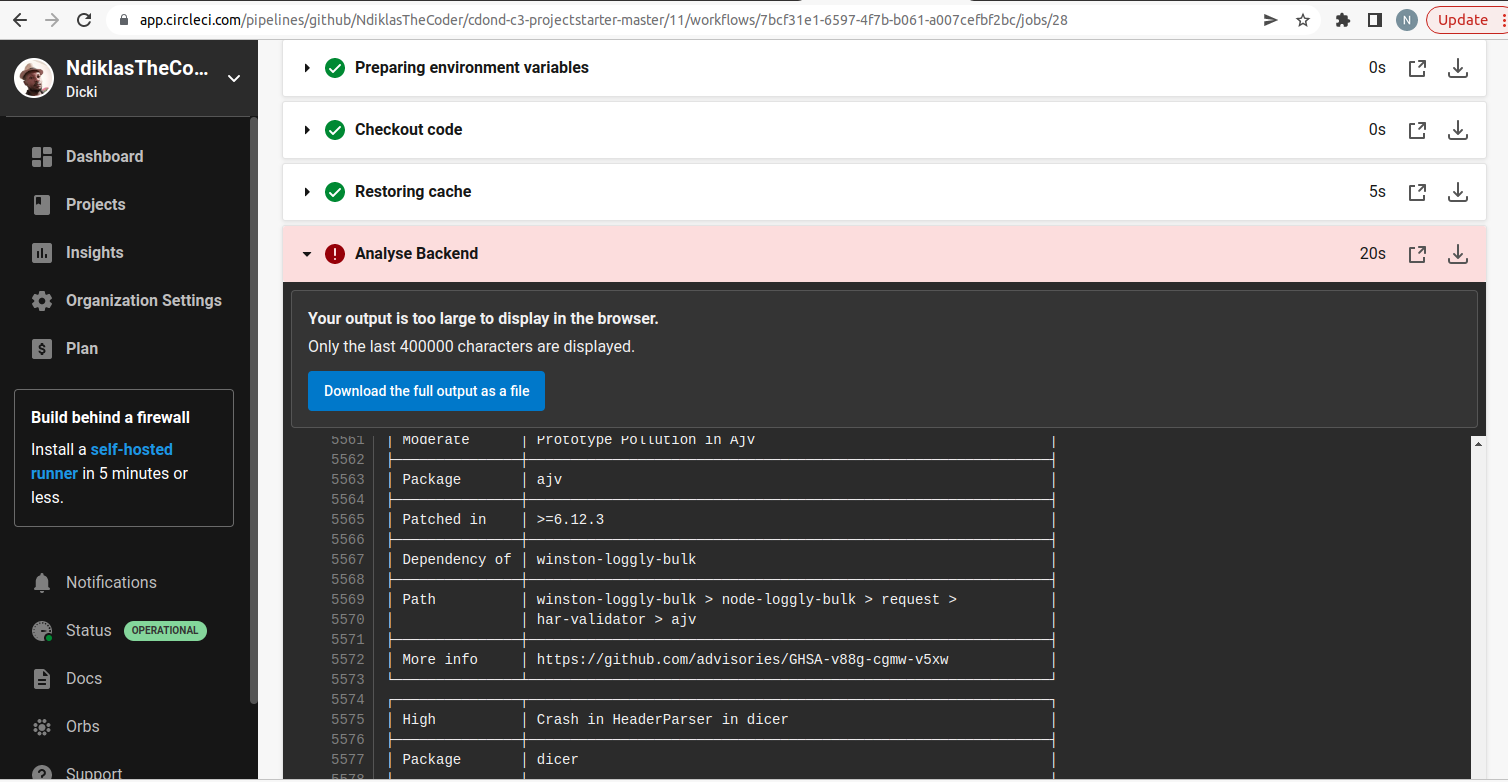 app.circleci.com/pipelines/github/NdiklasTheCoder/cdond-c3-projectstarter-master/11/workflows/7bcf31e1-6597-4f7b-b061-a007cefbf2bc/jobs/28
N
Update
NdiklasTheCo...
Dicki
Dashboard
Projects
Insights
Organization Settings
Plan
Build behind a firewall
Install a self-hosted
runner in 5 minutes or
less.
Notifications
Status OPERATIONAL
Docs
Orbs
Support
Preparing environment variables 0s
Checkout code 0s
Restoring cache 5s
Analyse Backend 20s
Your output is too large to display in the browser.
Only the last 400000 characters are displayed.
Download the full output as a file
5561 Moderate Prototype Pollution in Ajv
5562
5563 Package ajv
5564
5565 Patched in >=6.12.3
5566
5567 Dependency of winston-loggly-bulk
5568
5569 Path winston-loggly-bulk > node-loggly-bulk > request >
5570 har-validator > ajv
5571
5572 More info https://github.com/advisories/GHSA-v88g-cgmw-v5xw
5573
5574
5575 High Crash in HeaderParser in dicer
5576
5577 Package dicer
5578